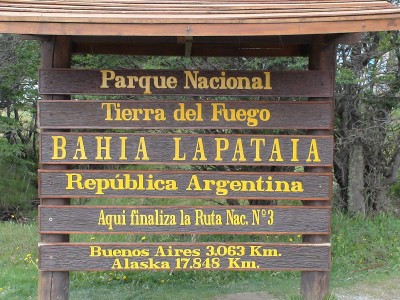 Parque Nacional
Tierra del Fuego
BAHIA LAPATAIA
República Argentina
Aqui finaliza la Ruta Nac. N°3
Buenos Aires 3.063 Km.
Alaska 17.848 Km.